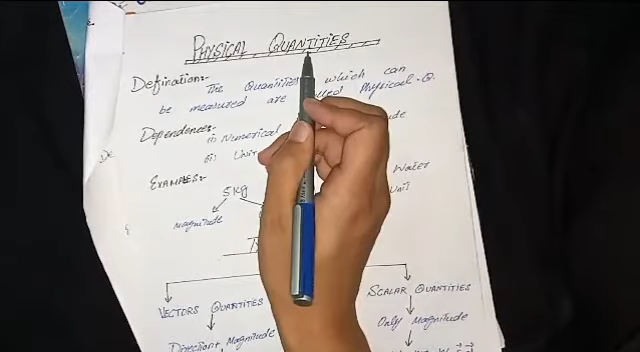 PHYSICAL QUANTITIES
Defination:-
The Quantities which can
be measured are Physical-Q.
Dependence:-
(i) Numerical
(ii) Unit
EXAMPLES:-
Water
5kg
Unit
Magnitude
VECTORS QUANTITIES
SCALAR QUANTITIES
Direction + Magnitude
Only Magnitude